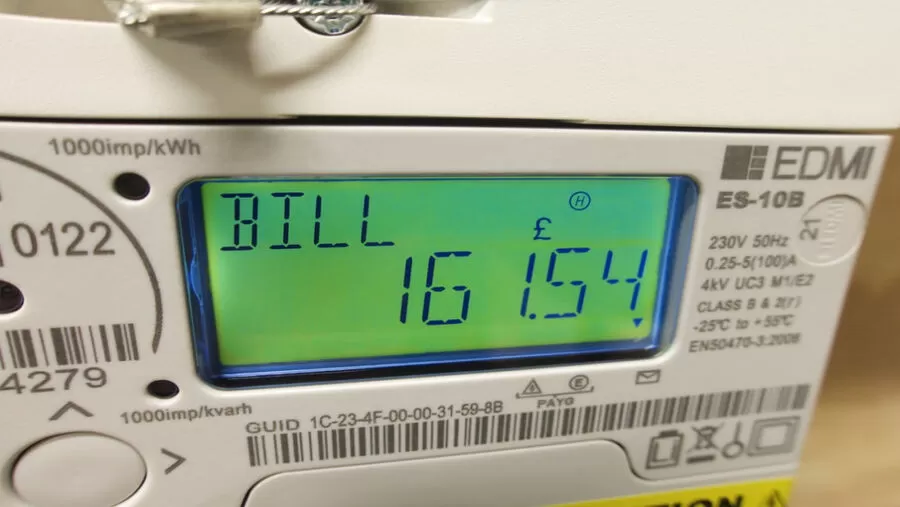 1000imp/kWh
EDMI
ES-10B
BILL
H
£
161.54
10122
21
230V 50Hz
0.25-5(100)A
4kV UC3 M1/E2
CLASS B & 2(r)
-25°C to +55°C
EN50470-3:2006
4279
1000imp/kvarh
E
PAYG
GUID 1C-23-4F-00-00-31-59-8B